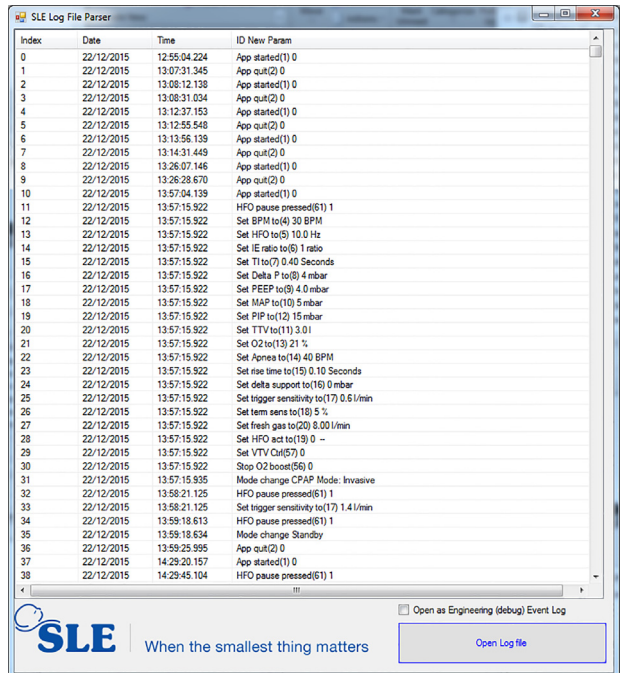 SLE Log File Parser
Index Date Time ID New Param
0 22/12/2015 12:55:04.224 App started(1) 0
1 22/12/2015 13:07:31.345 App quit(2) 0
2 22/12/2015 13:08:12.138 App started(1) 0
3 22/12/2015 13:08:31.034 App quit(2) 0
4 22/12/2015 13:12:37.153 App started(1) 0
5 22/12/2015 13:12:55.548 App quit(2) 0
6 22/12/2015 13:13:56.139 App started(1) 0
7 22/12/2015 13:14:31.449 App quit(2) 0
8 22/12/2015 13:26:07.146 App started(1) 0
9 22/12/2015 13:26:28.670 App quit(2) 0
10 22/12/2015 13:57:04.139 App started(1) 0
11 22/12/2015 13:57:15.922 HFO pause pressed(61) 1
12 22/12/2015 13:57:15.922 Set BPM to(4) 30 BPM
13 22/12/2015 13:57:15.922 Set HFO to(5) 10.0 Hz
14 22/12/2015 13:57:15.922 Set IE ratio to(6) 1 ratio
15 22/12/2015 13:57:15.922 Set TI to(7) 0.40 Seconds
16 22/12/2015 13:57:15.922 Set Delta P to(8) 4 mbar
17 22/12/2015 13:57:15.922 Set PEEP to(9) 4.0 mbar
18 22/12/2015 13:57:15.922 Set MAP to(10) 5 mbar
19 22/12/2015 13:57:15.922 Set PIP to(12) 15 mbar
20 22/12/2015 13:57:15.922 Set TTV to(11) 3.0 l
21 22/12/2015 13:57:15.922 Set O2 to(13) 21 %
22 22/12/2015 13:57:15.922 Set Apnea to(14) 40 BPM
23 22/12/2015 13:57:15.922 Set rise time to(15) 0.10 Seconds
24 22/12/2015 13:57:15.922 Set delta support to(16) 0 mbar
25 22/12/2015 13:57:15.922 Set trigger sensitivity to(17) 0.6 l/min
26 22/12/2015 13:57:15.922 Set term sens to(18) 5 %
27 22/12/2015 13:57:15.922 Set fresh gas to(20) 8.00 l/min
28 22/12/2015 13:57:15.922 Set HFO act to(19) 0 --
29 22/12/2015 13:57:15.922 Set VTV Ctrl(57) 0
30 22/12/2015 13:57:15.922 Stop O2 boost(56) 0
31 22/12/2015 13:57:15.935 Mode change CPAP Mode: Invasive
32 22/12/2015 13:58:21.125 HFO pause pressed(61) 1
33 22/12/2015 13:58:21.125 Set trigger sensitivity to(17) 1.4 l/min
34 22/12/2015 13:59:18.613 HFO pause pressed(61) 1
35 22/12/2015 13:59:18.634 Mode change Standby
36 22/12/2015 13:59:25.995 App quit(2) 0
37 22/12/2015 14:29:20.157 App started(1) 0
38 22/12/2015 14:29:45.104 HFO pause pressed(61) 1
Open as Engineering (debug) Event Log
SLE When the smallest thing matters
Open Log file